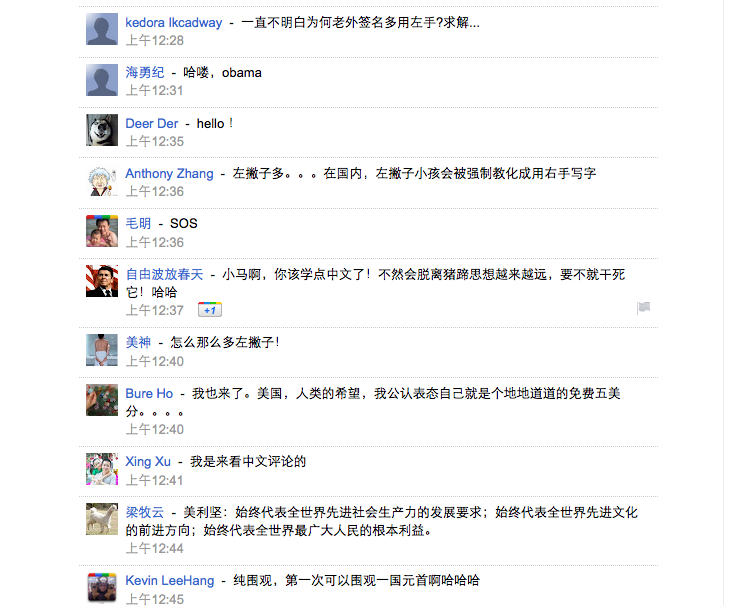 kedora lkcadway - 一直不明白为何老外签名多用左手?求解...
上午12:28
海勇纪 - 哈喽，obama
上午12:31
Deer Der - hello！
上午12:35
Anthony Zhang - 左撇子多。。。在国内，左撇子小孩会被强制教化成用右手写字
上午12:36
毛明 - SOS
上午12:36
自由波放春天 - 小马啊，你该学点中文了！不然会脱离猪蹄思想越来越远，要不就干死
它！哈哈
上午12:37 +1
美神 - 怎么那么多左撇子！
上午12:40
Bure Ho - 我也来了。美国，人类的希望，我公认表态自己就是个地地道道的免费五美
分。。。。
上午12:40
Xing Xu - 我是来看中文评论的
上午12:41
梁牧云 - 美利坚：始终代表全世界先进社会生产力的发展要求；始终代表全世界先进文化
的前进方向；始终代表全世界最广大人民的根本利益。
上午12:44
Kevin LeeHang - 纯围观，第一次可以围观一国元首啊哈哈哈
上午12:45